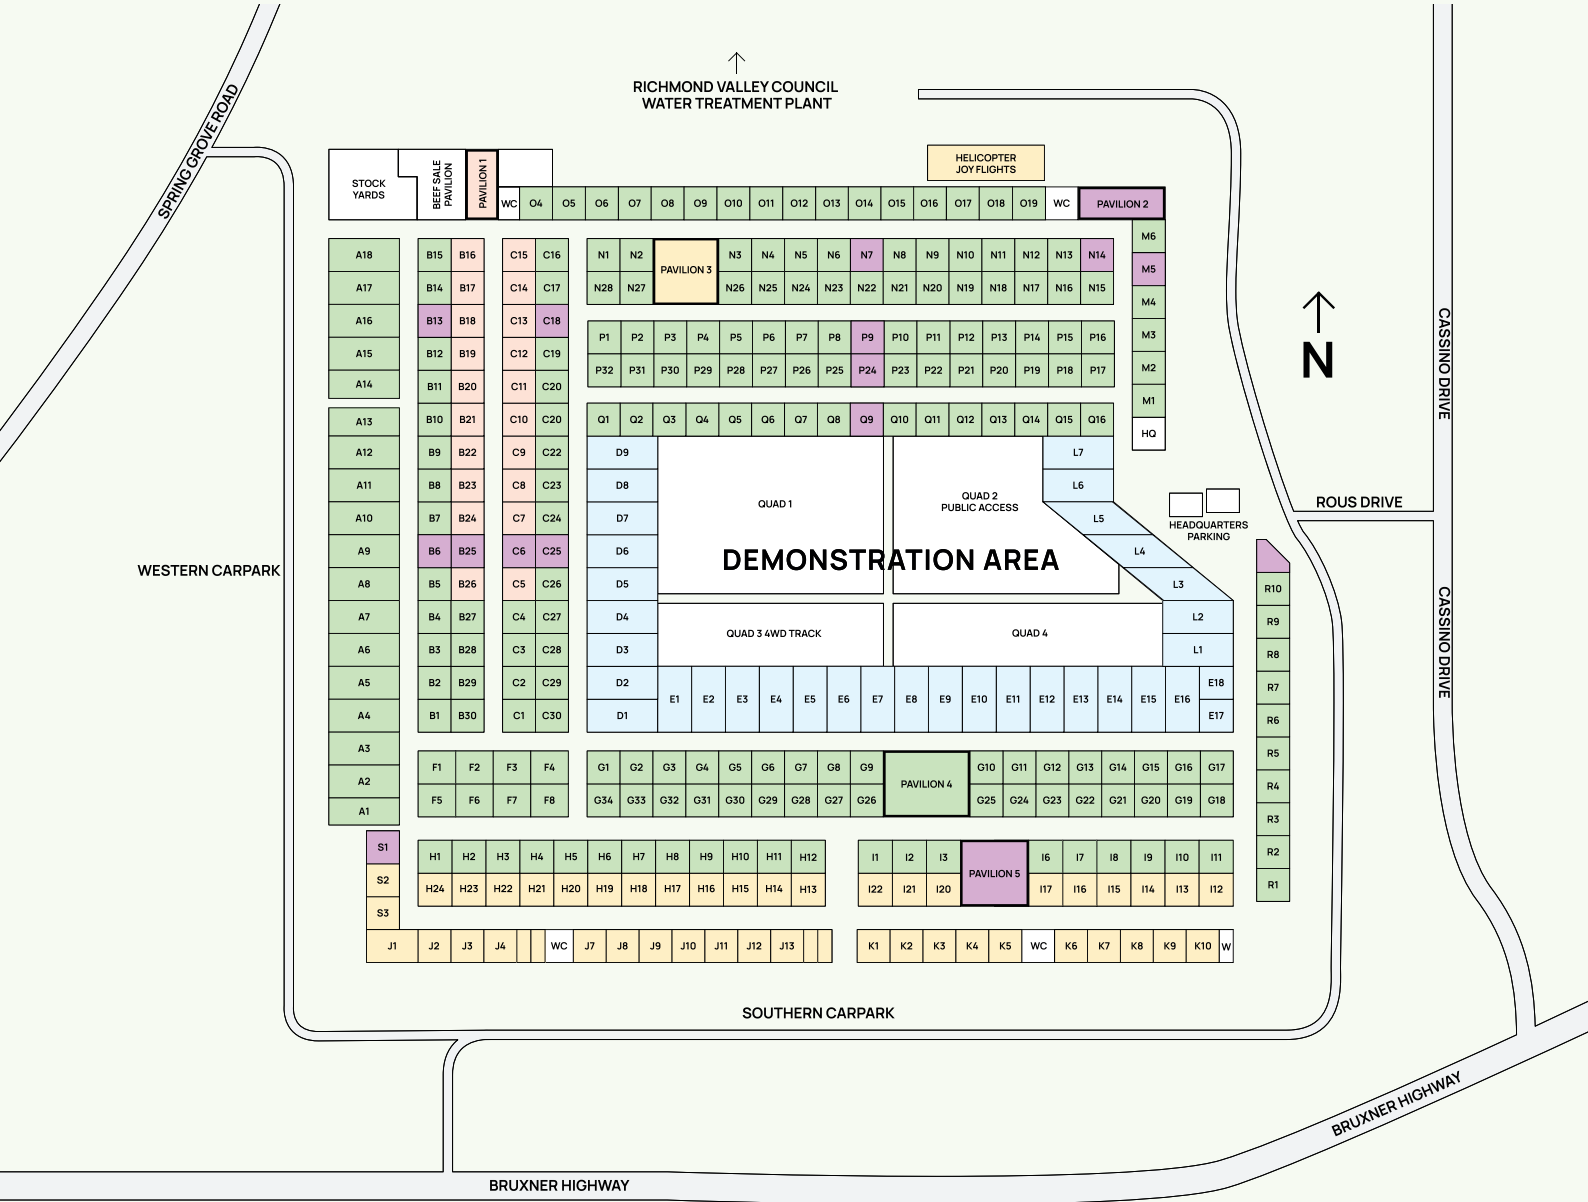 RICHMOND VALLEY COUNCIL
WATER TREATMENT PLANT
SPRING GROVE ROAD
HELICOPTER
JOY FLIGHTS
STOCK
YARDS
BEEF SALE
PAVILION
PAVILION 1
WC O4 O5 O6 O7 O8 O9 O10 O11 O12 O13 O14 O15 O16 O17 O18 O19 WC PAVILION 2
M6
M5
M4
M3
M2
M1
HQ
A18
A17
A16
A15
A14
A13
A12
A11
A10
A9
A8
A7
A6
A5
A4
A3
A2
A1
B15 B16
B14 B17
B13 B18
B12 B19
B11 B20
B10 B21
B9 B22
B8 B23
B7 B24
B6 B25
B5 B26
B4 B27
B3 B28
B2 B29
B1 B30
C15 C16
C14 C17
C13 C18
C12 C19
C11 C20
C10 C20
C9 C22
C8 C23
C7 C24
C6 C25
C5 C26
C4 C27
C3 C28
C2 C29
C1 C30
N1 N2 PAVILION 3 N3 N4 N5 N6 N7 N8 N9 N10 N11 N12 N13 N14
N28 N27 N26 N25 N24 N23 N22 N21 N20 N19 N18 N17 N16 N15
P1 P2 P3 P4 P5 P6 P7 P8 P9 P10 P11 P12 P13 P14 P15 P16
P32 P31 P30 P29 P28 P27 P26 P25 P24 P23 P22 P21 P20 P19 P18 P17
Q1 Q2 Q3 Q4 Q5 Q6 Q7 Q8 Q9 Q10 Q11 Q12 Q13 Q14 Q15 Q16
D9
D8
D7
D6
D5
D4
D3
D2
D1
QUAD 1
QUAD 2
PUBLIC ACCESS
DEMONSTRATION AREA
QUAD 3 4WD TRACK
QUAD 4
L7
L6
L5
L4
L3
L2
L1
E1 E2 E3 E4 E5 E6 E7 E8 E9 E10 E11 E12 E13 E14 E15 E16 E18
E17
N
CASSINO DRIVE
CASSINO DRIVE
ROUS DRIVE
HEADQUARTERS
PARKING
WESTERN CARPARK
R10
R9
R8
R7
R6
R5
R4
R3
R2
R1
F1 F2 F3 F4
F5 F6 F7 F8
G1 G2 G3 G4 G5 G6 G7 G8 G9 PAVILION 4 G10 G11 G12 G13 G14 G15 G16 G17
G34 G33 G32 G31 G30 G29 G28 G27 G26 G25 G24 G23 G22 G21 G20 G19 G18
S1
S2
S3
H1 H2 H3 H4 H5 H6 H7 H8 H9 H10 H11 H12
H24 H23 H22 H21 H20 H19 H18 H17 H16 H15 H14 H13
I1 I2 I3 PAVILION 5 I6 I7 I8 I9 I10 I11
I22 I21 I20 I17 I16 I15 I14 I13 I12
J1 J2 J3 J4 WC J7 J8 J9 J10 J11 J12 J13
K1 K2 K3 K4 K5 WC K6 K7 K8 K9 K10 W
SOUTHERN CARPARK
BRUXNER HIGHWAY
BRUXNER HIGHWAY